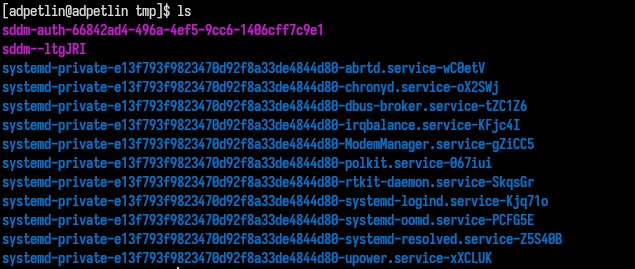 [adpetlin@adpetlin tmp]$ ls
sddm-auth-66842ad4-496a-4ef5-9cc6-1406cff7c9e1
sddm--ltgJRI
systemd-private-e13f793f9823470d92f8a33de4844d80-abrtd.service-wC0etV
systemd-private-e13f793f9823470d92f8a33de4844d80-chronyd.service-oX2SWj
systemd-private-e13f793f9823470d92f8a33de4844d80-dbus-broker.service-tZC1Z6
systemd-private-e13f793f9823470d92f8a33de4844d80-irqbalance.service-KFjc4I
systemd-private-e13f793f9823470d92f8a33de4844d80-ModemManager.service-gZiCC5
systemd-private-e13f793f9823470d92f8a33de4844d80-polkit.service-067iui
systemd-private-e13f793f9823470d92f8a33de4844d80-rtkit-daemon.service-SkqsGr
systemd-private-e13f793f9823470d92f8a33de4844d80-systemd-logind.service-Kjq71o
systemd-private-e13f793f9823470d92f8a33de4844d80-systemd-oomd.service-PCFG5E
systemd-private-e13f793f9823470d92f8a33de4844d80-systemd-resolved.service-Z5S40B
systemd-private-e13f793f9823470d92f8a33de4844d80-upower.service-xXCLUK